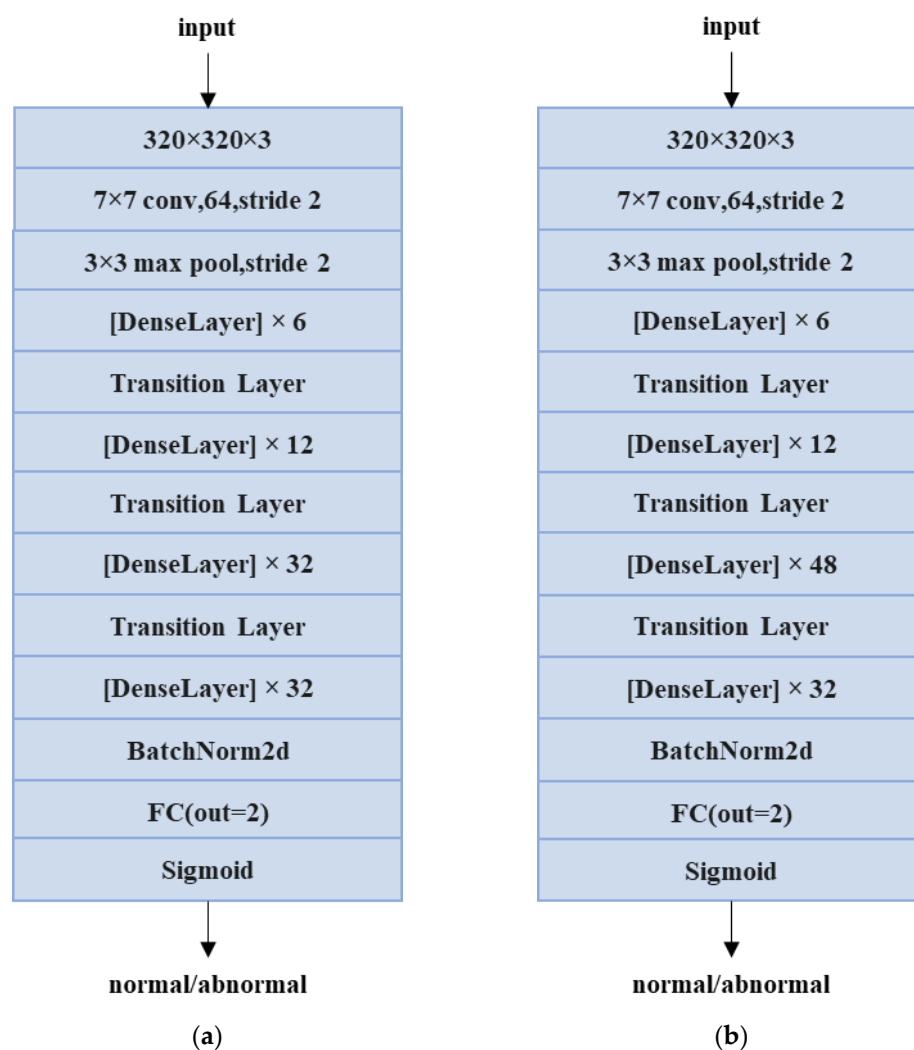 input
320×320×3
7×7 conv,64,stride 2
3×3 max pool,stride 2
[DenseLayer] × 6
Transition Layer
[DenseLayer] × 12
Transition Layer
[DenseLayer] × 32
Transition Layer
[DenseLayer] × 32
BatchNorm2d
FC(out=2)
Sigmoid
normal/abnormal
(a)
input
320×320×3
7×7 conv,64,stride 2
3×3 max pool,stride 2
[DenseLayer] × 6
Transition Layer
[DenseLayer] × 12
Transition Layer
[DenseLayer] × 48
Transition Layer
[DenseLayer] × 32
BatchNorm2d
FC(out=2)
Sigmoid
normal/abnormal
(b)